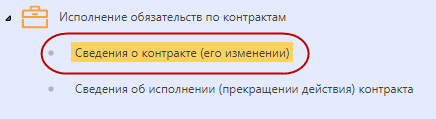 Исполнение обязательств по контрактам
Сведения о контракте (его изменении)
Сведения об исполнении (прекращении действия) контракта